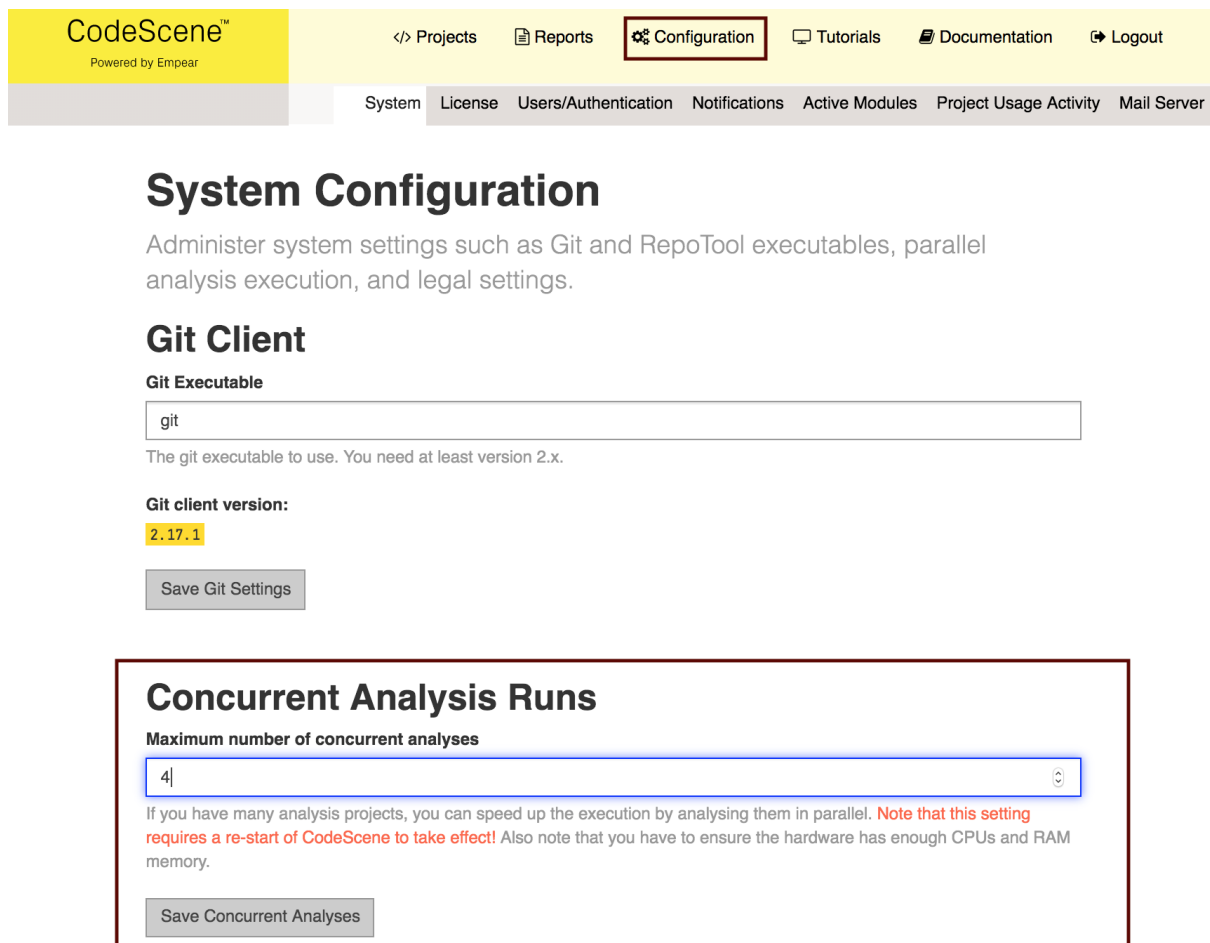 CodeScene™
Powered by Empear
</> Projects Reports Configuration Tutorials Documentation Logout
System License Users/Authentication Notifications Active Modules Project Usage Activity Mail Server
System Configuration
Administer system settings such as Git and RepoTool executables, parallel
analysis execution, and legal settings.
Git Client
Git Executable
git
The git executable to use. You need at least version 2.x.
Git client version:
2.17.1
Save Git Settings
Concurrent Analysis Runs
Maximum number of concurrent analyses
4
If you have many analysis projects, you can speed up the execution by analysing them in parallel. Note that this setting
requires a re-start of CodeScene to take effect! Also note that you have to ensure the hardware has enough CPUs and RAM
memory.
Save Concurrent Analyses